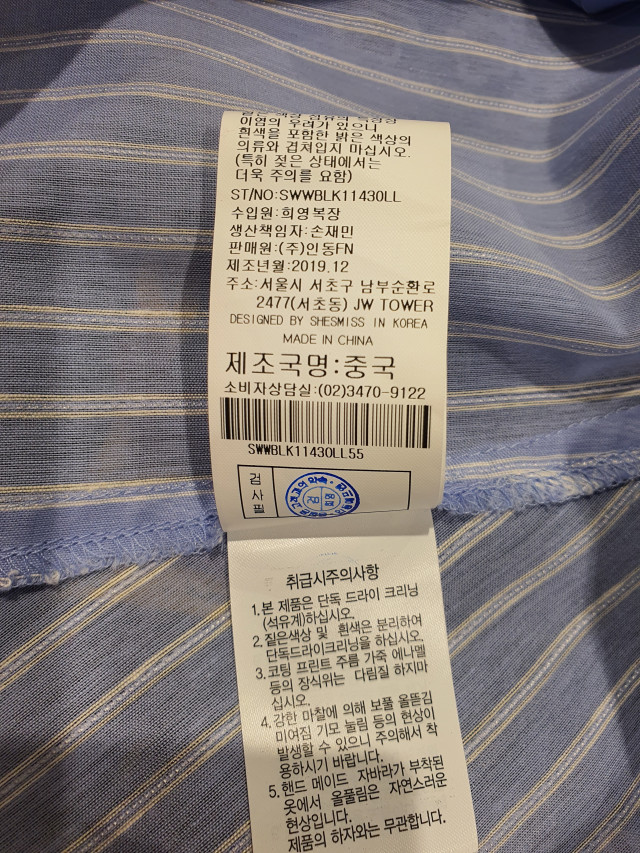 이염의 우려가 있으니
흰색을 포함한 밝은 색상의
의류와 겹쳐입지 마십시오.
(특히 젖은 상태에서는
더욱 주의를 요함)
ST/NO:SWWBLK11430LL
수입원:희영복장
생산책임자:손재민
판매원:(주)인동FN
제조년월:2019.12
주소:서울시 서초구 남부순환로
2477(서초동) JW TOWER
DESIGNED BY SHESMISS IN KOREA
MADE IN CHINA
제조국명:중국
소비자상담실:(02)3470-9122
SWWBLK11430LL55
검사필
취급시주의사항
1.본 제품은 단독 드라이 크리닝
(석유계)하십시오.
2.짙은색상 및 흰색은 분리하여
단독드라이크리닝을 하십시오.
3.코팅 프린트 주름 가죽 에나멜
등의 장식위는 다림질 하지마
십시오.
4.강한 마찰에 의해 보풀 올뜯김
미여짐 기모 눌림 등의 현상이
발생할 수 있으니 주의해서 착
용하시기 바랍니다.
5.핸드 메이드 자바라가 부착된
옷에서 올풀림은 자연스러운
현상입니다.
제품의 하자와는 무관합니다.